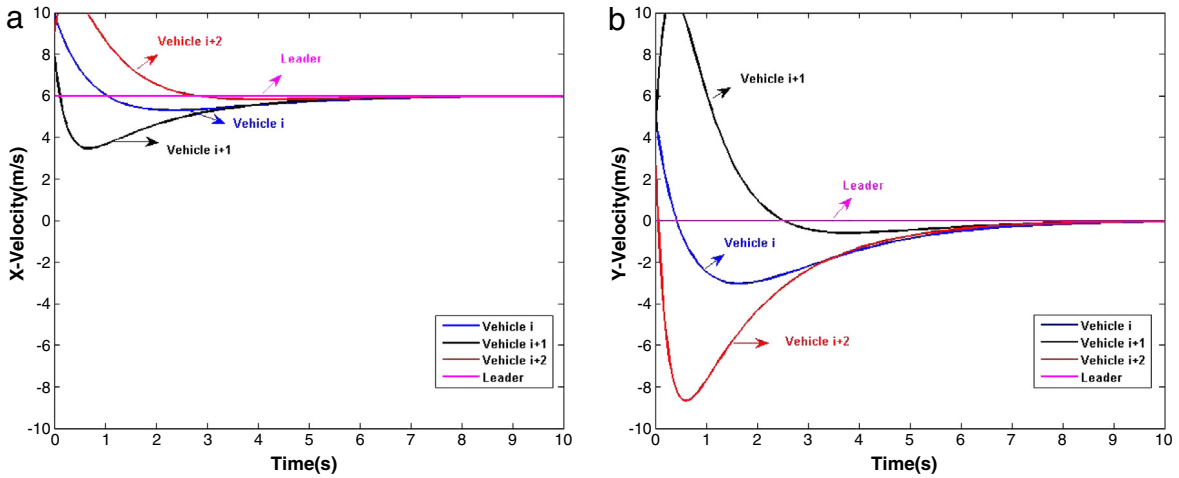 a
X-Velocity(m/s)
10
8
6
4
2
0
-2
-4
-6
-8
-10
Vehicle i+2
Leader
Vehicle i
Vehicle i+1
Vehicle i
Vehicle i+1
Vehicle i+2
Leader
0 1 2 3 4 5 6 7 8 9 10
Time(s)
b
Y-Velocity(m/s)
10
8
6
4
2
0
-2
-4
-6
-8
-10
Vehicle i+1
Leader
Vehicle i
Vehicle i+2
Vehicle i
Vehicle i+1
Vehicle i+2
Leader
0 1 2 3 4 5 6 7 8 9 10
Time(s)